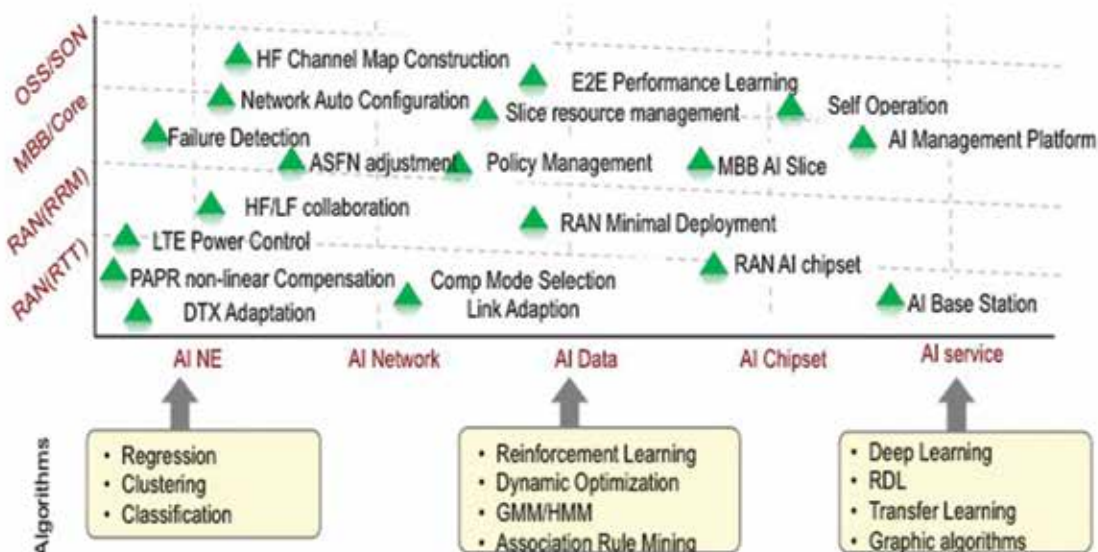 OSS/SON
HF Channel Map Construction
E2E Performance Learning
MBB/Core
Network Auto Configuration
Slice resource management
Self Operation
Failure Detection
AI Management Platform
ASFN adjustment
Policy Management
MBB AI Slice
RAN(RRM)
HF/LF collaboration
RAN Minimal Deployment
LTE Power Control
RAN(RTT)
PAPR non-linear Compensation
Comp Mode Selection
RAN AI chipset
DTX Adaptation
Link Adaption
AI Base Station
AI NE
AI Network
AI Data
AI Chipset
AI service
Algorithms
• Regression
• Clustering
• Classification
• Reinforcement Learning
• Dynamic Optimization
• GMM/HMM
• Association Rule Mining
• Deep Learning
• RDL
• Transfer Learning
• Graphic algorithms